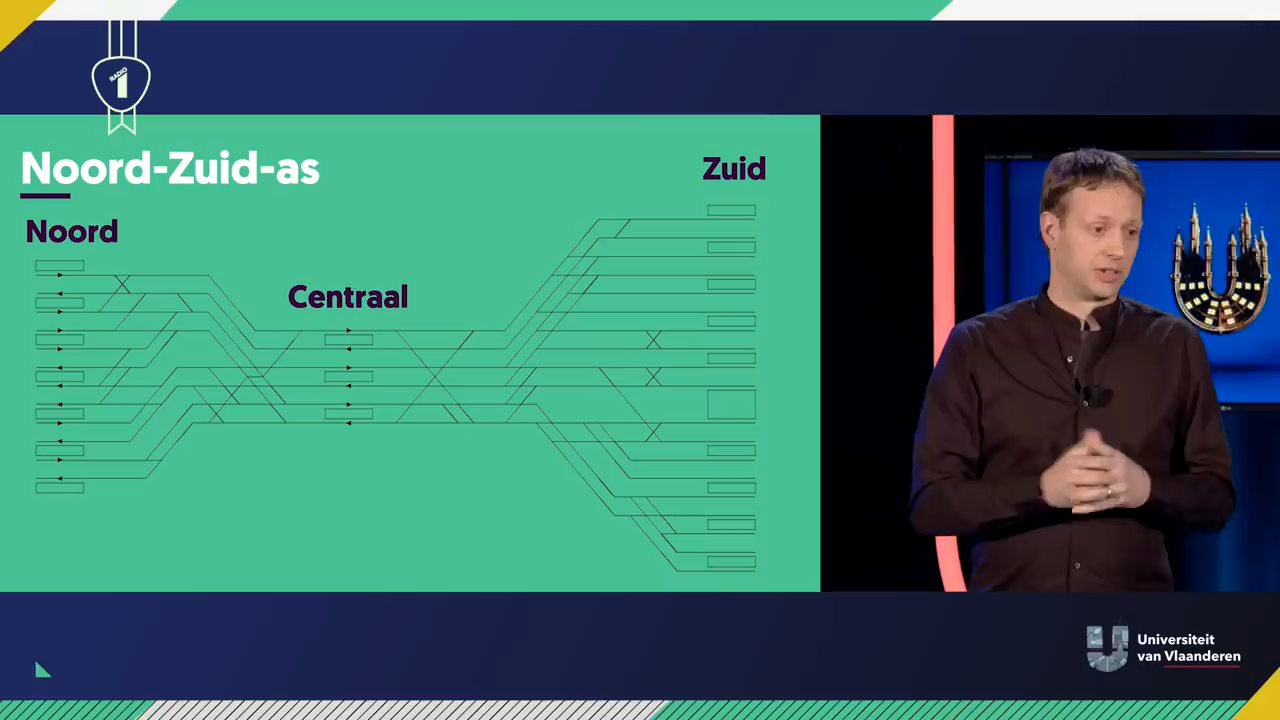 RADIO
1
Noord-Zuid-as
Zuid
Noord
Centraal
Universiteit
van Vlaanderen